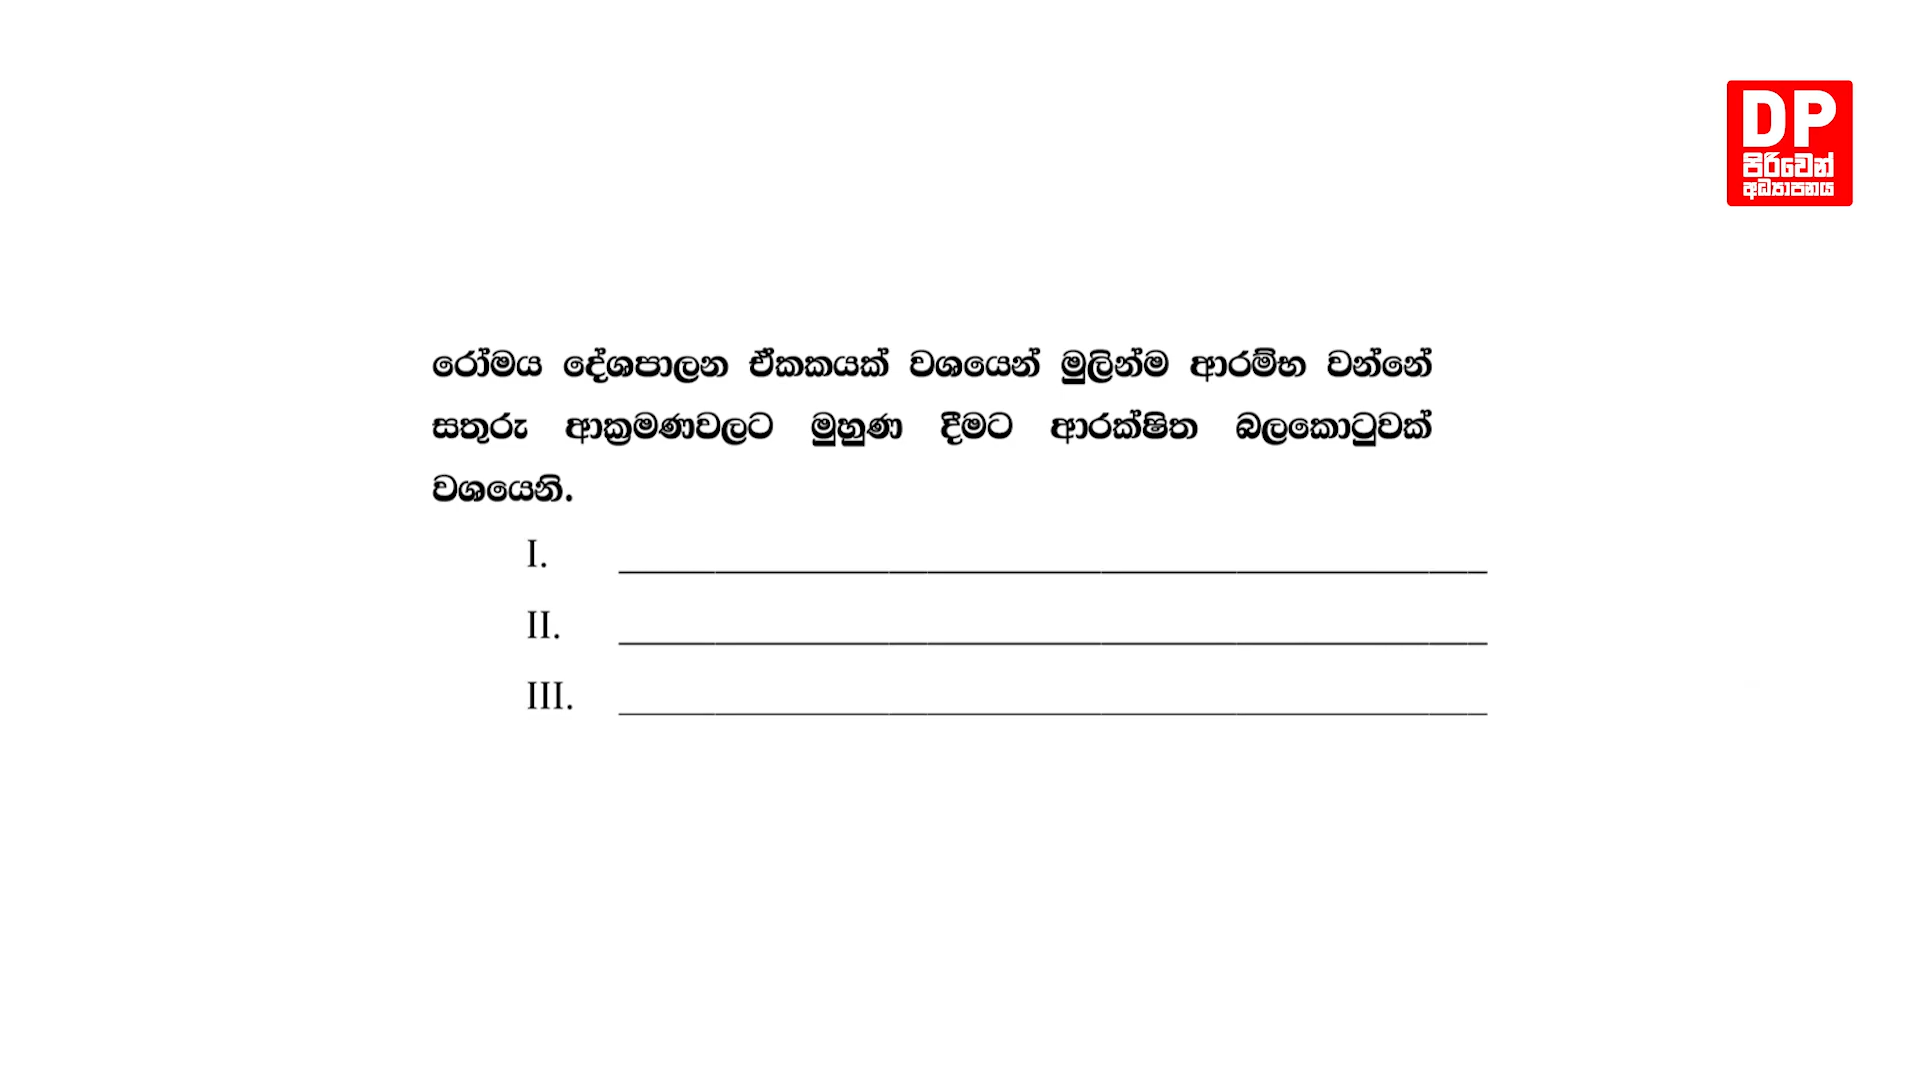 DP
පිරිවෙන්
අධ්‍යාපනය
රෝමය දේශපාලන ඒකකයක් වශයෙන් මුලින්ම ආරම්භ වන්නේ
සතුරු ආක්‍රමණවලට මුහුණ දීමට ආරක්ෂිත බලකොටුවක්
වශයෙනි.
I.
II.
III.